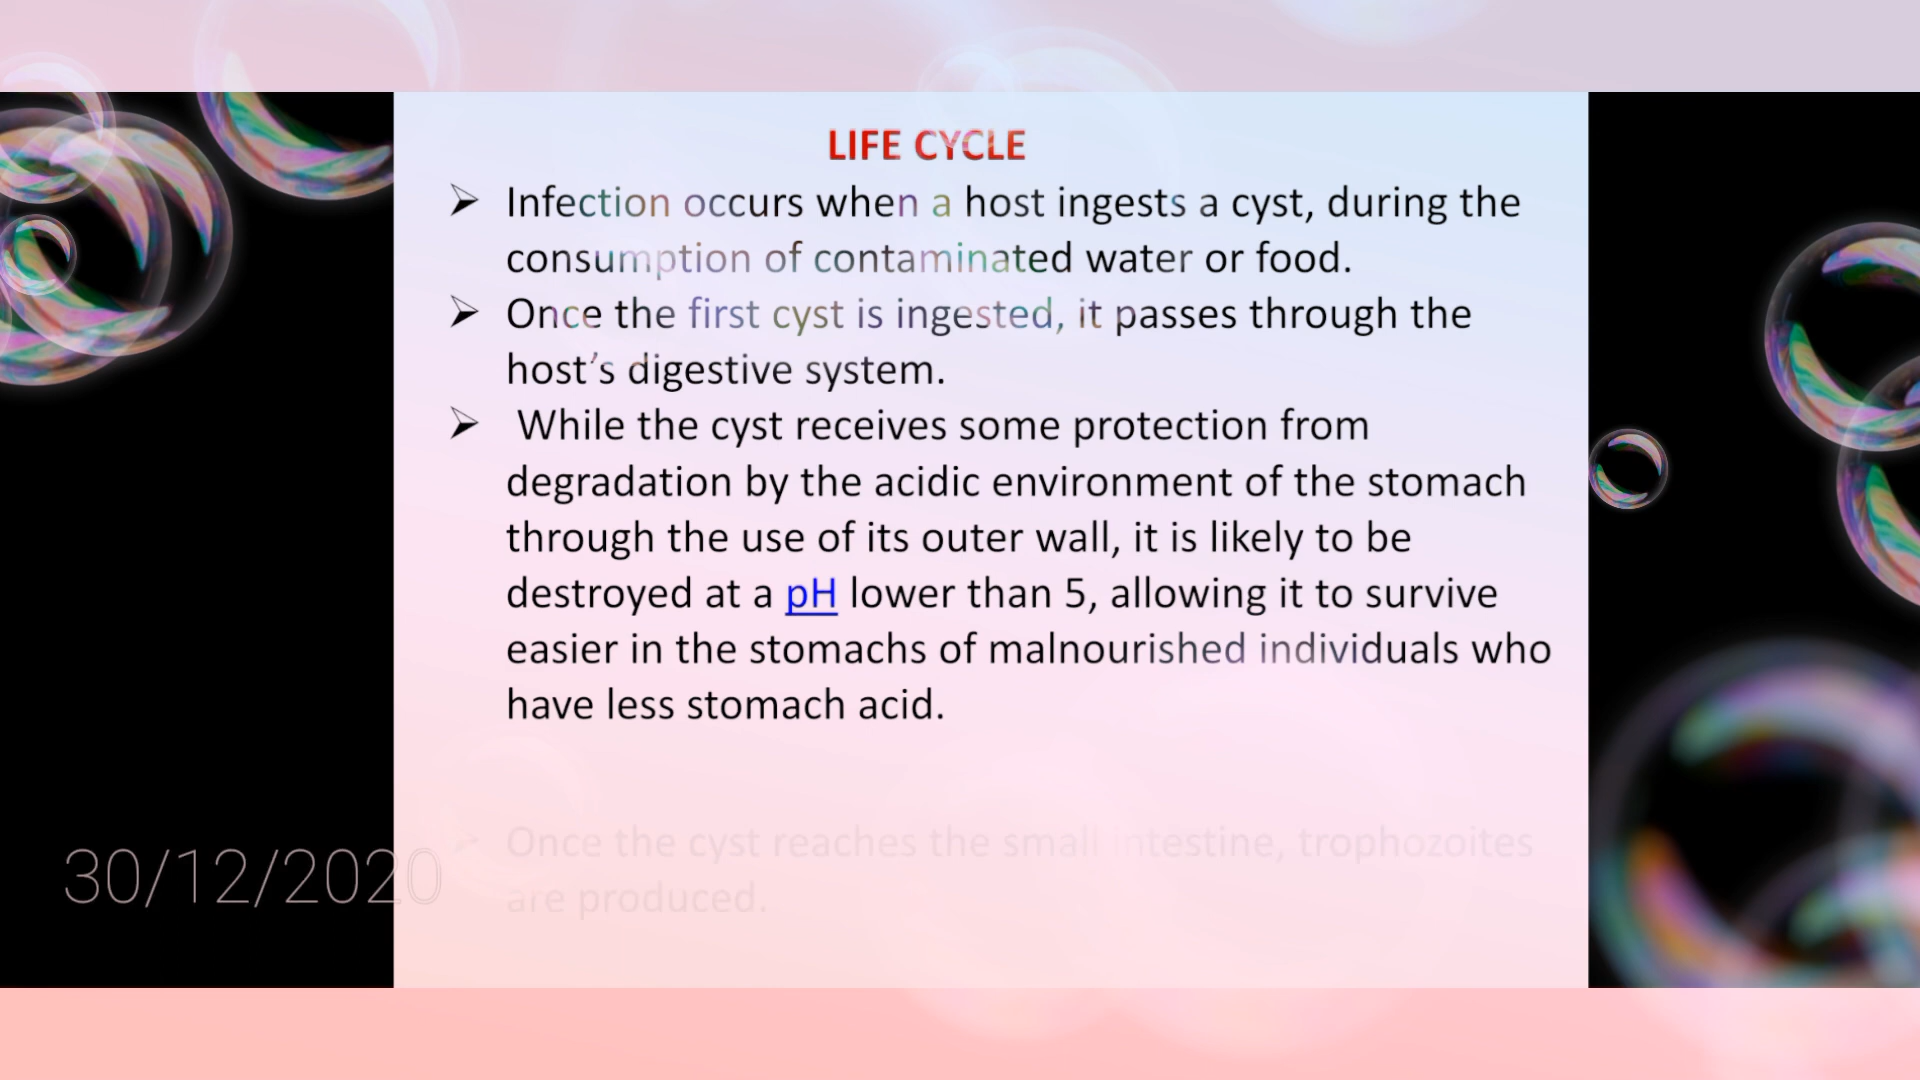 LIFE CYCLE
➢ Infection occurs when a host ingests a cyst, during the
consumption of contaminated water or food.
➢ Once the first cyst is ingested, it passes through the
host’s digestive system.
➢ While the cyst receives some protection from
degradation by the acidic environment of the stomach
through the use of its outer wall, it is likely to be
destroyed at a pH lower than 5, allowing it to survive
easier in the stomachs of malnourished individuals who
have less stomach acid.
Once the cyst reaches the small intestine, trophozoites
are produced.
30/12/2020